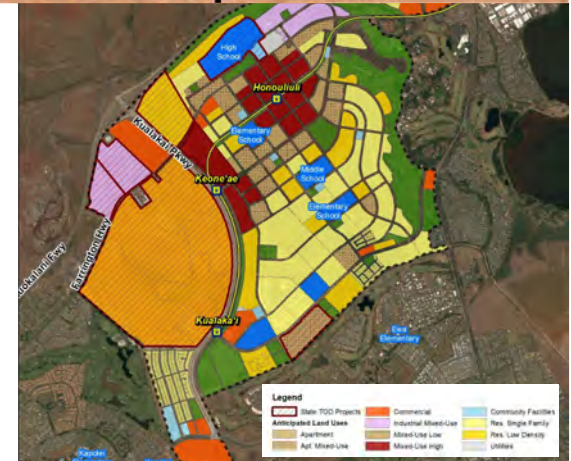 High
School
Honouliuli
Kualakai Pkwy
Elementary
School
Keone'ae
Middle
School
Elementary
School
Farrington Hwy
Kualaka'i
Ewa
Elementary
Kapolei
Legend
State TOD Projects
Anticipated Land Uses
Apartment
Apt. Mixed-Use
Commercial
Industrial Mixed-Use
Mixed-Use Low
Mixed-Use High
Community Facilities
Res. Single Family
Res. Low Density
Utilities